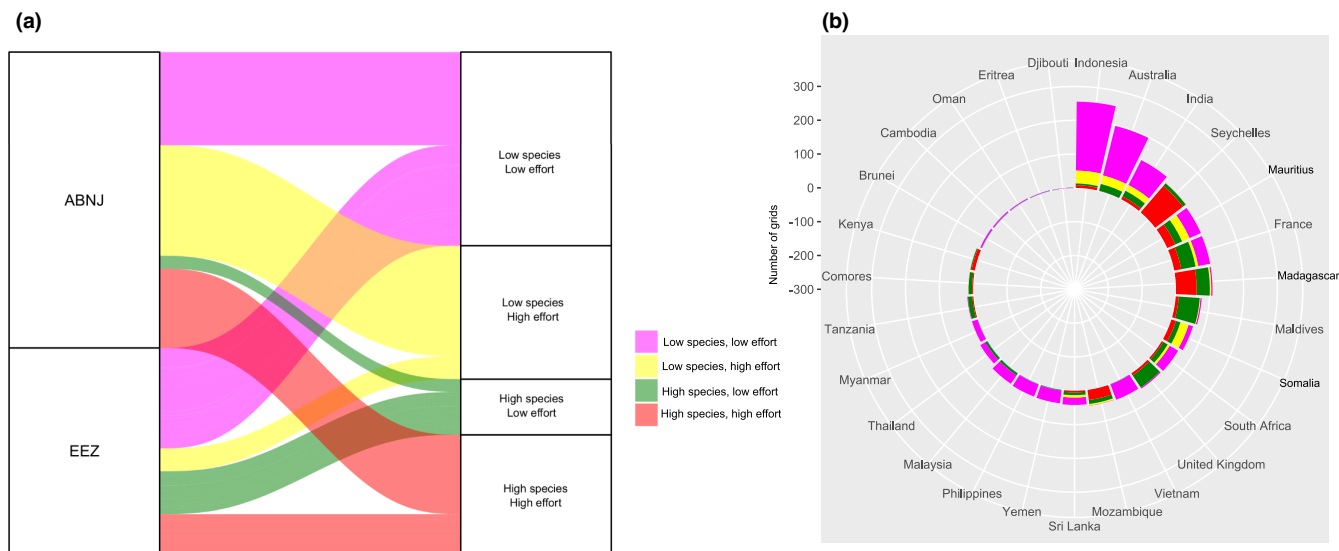 (a)
ABNJ
EEZ
Low species
Low effort
Low species
High effort
High species
Low effort
High species
High effort
Low species, low effort
Low species, high effort
High species, low effort
High species, high effort
(b)
Number of grids
300
200
100
0
-100
-200
-300
Djibouti
Indonesia
Australia
India
Seychelles
Mauritius
France
Madagascar
Maldives
Somalia
South Africa
United Kingdom
Vietnam
Mozambique
Sri Lanka
Yemen
Philippines
Malaysia
Thailand
Myanmar
Tanzania
Comores
Kenya
Brunei
Cambodia
Oman
Eritrea